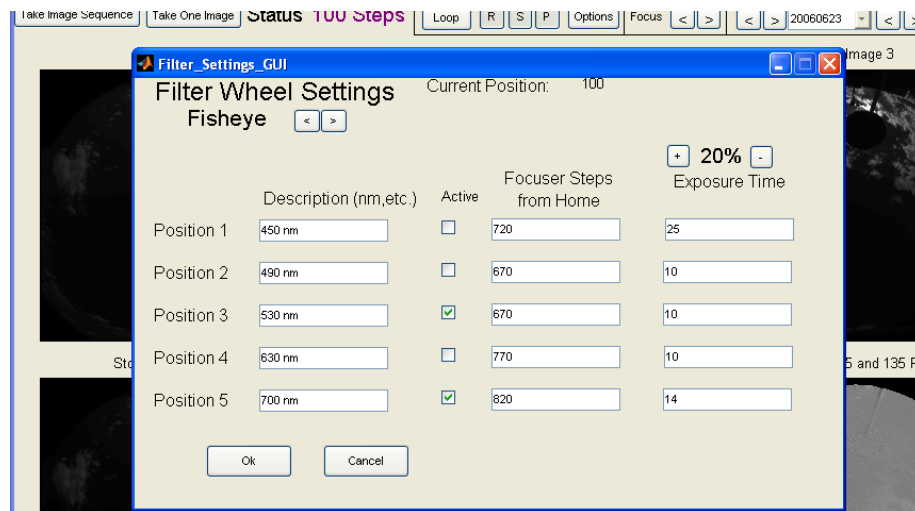 Take Image Sequence Take One Image Status 100 Steps Loop R S P Options Focus < > < > 20060623 < >
Image 3
Filter_Settings_GUI
Filter Wheel Settings Current Position: 100
Fisheye < >
+ 20% -
Description (nm,etc.) Active Focuser Steps Exposure Time
from Home
Position 1 450 nm 720 25
Position 2 490 nm 670 10
Position 3 530 nm 670 10
Position 4 630 nm 770 10
5 and 135
Position 5 700 nm 820 14
Ok Cancel